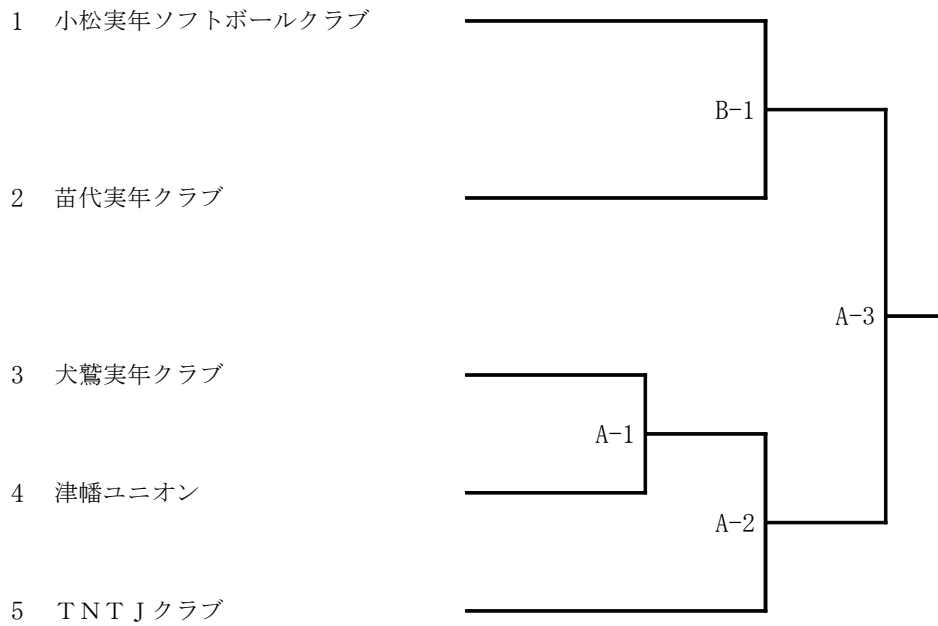 1 小松実年ソフトボールクラブ
B-1
2 苗代実年クラブ
A-3
3 犬鷲実年クラブ
A-1
4 津幡ユニオン
A-2
5 ＴＮＴＪクラブ